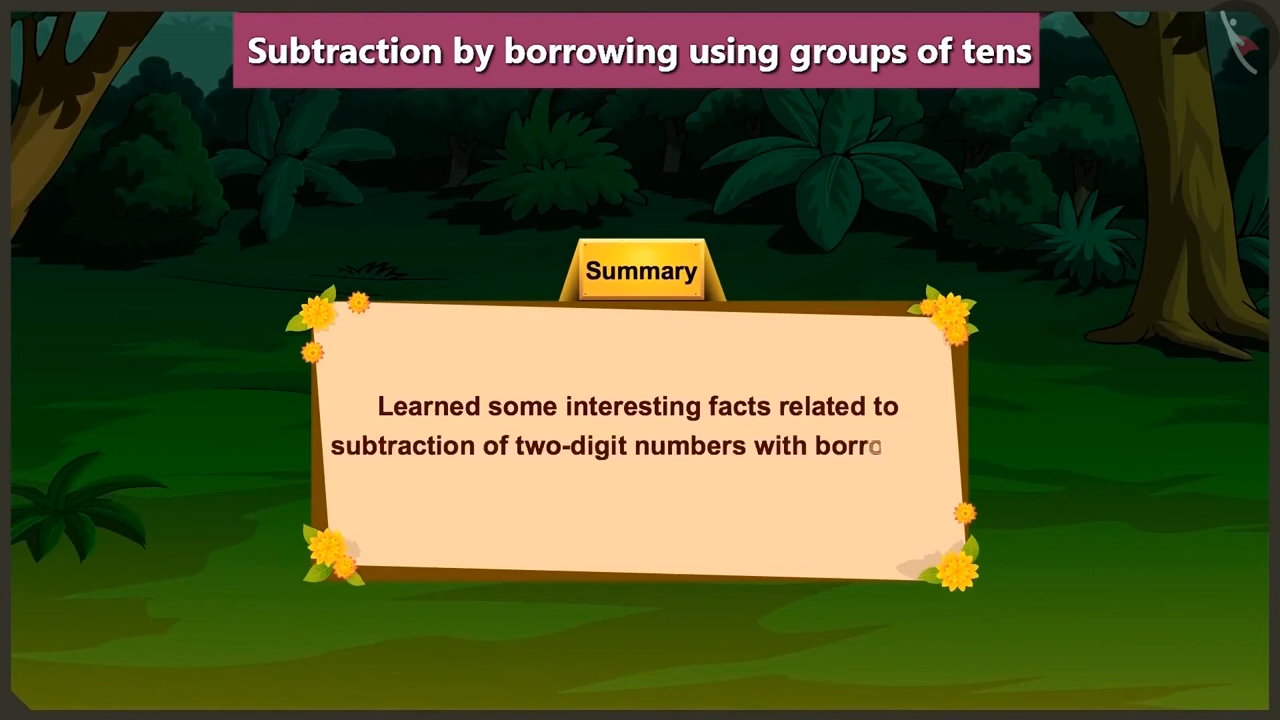 Subtraction by borrowing using groups of tens
Summary
Learned some interesting facts related to
subtraction of two-digit numbers with borro